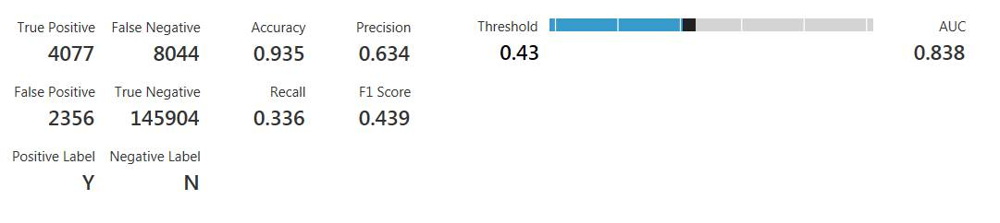 True Positive False Negative Accuracy Precision Threshold AUC
4077 8044 0.935 0.634 0.43 0.838
False Positive True Negative Recall F1 Score
2356 145904 0.336 0.439
Positive Label Negative Label
Y N